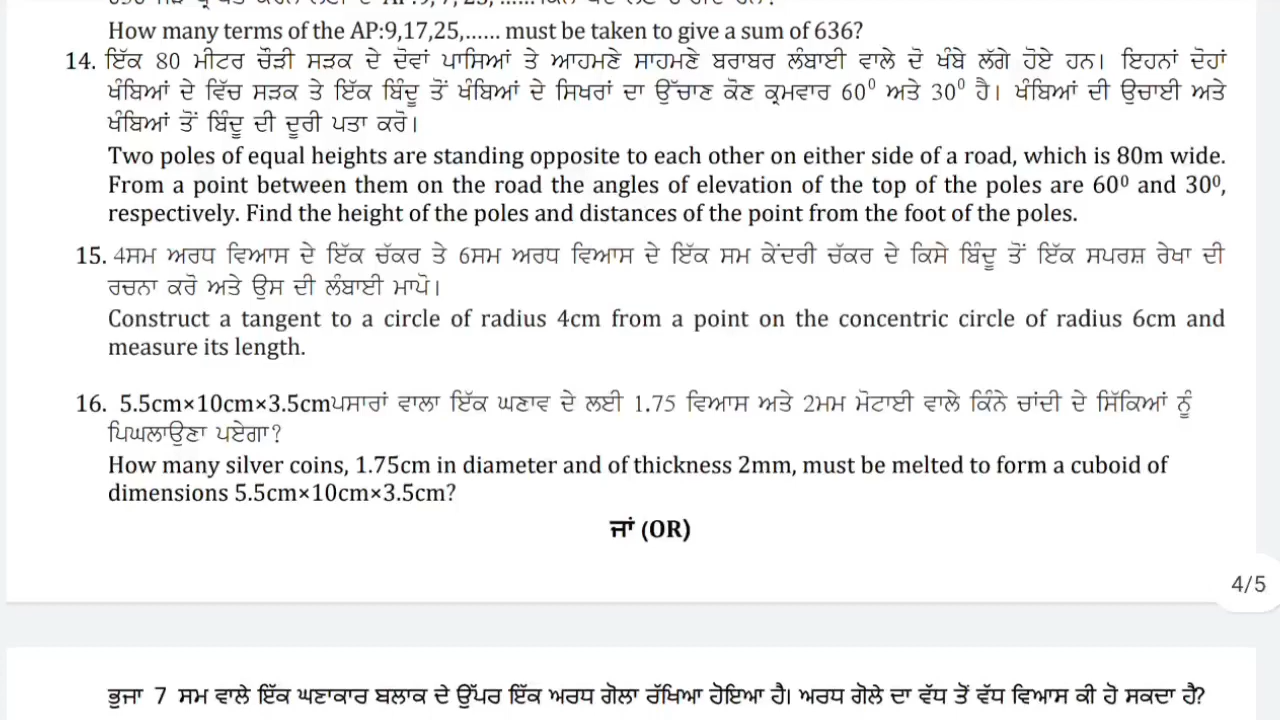 How many terms of the AP:9,17,25,...... must be taken to give a sum of 636?
14. ਇੱਕ 80 ਮੀਟਰ ਚੌੜੀ ਸੜਕ ਦੇ ਦੋਵਾਂ ਪਾਸਿਆਂ ਤੇ ਆਹਮਣੇ ਸਾਹਮਣੇ ਬਰਾਬਰ ਲੰਬਾਈ ਵਾਲੇ ਦੋ ਖੰਬੇ ਲੱਗੇ ਹੋਏ ਹਨ। ਇਹਨਾਂ ਦੋਹਾਂ
ਖੰਬਿਆਂ ਦੇ ਵਿੱਚ ਸੜਕ ਤੇ ਇੱਕ ਬਿੰਦੂ ਤੋਂ ਖੰਬਿਆਂ ਦੇ ਸਿਖਰਾਂ ਦਾ ਉੱਚਾਣ ਕੋਣ ਕ੍ਰਮਵਾਰ 60⁰ ਅਤੇ 30⁰ ਹੈ। ਖੰਬਿਆਂ ਦੀ ਉਚਾਈ ਅਤੇ
ਖੰਬਿਆਂ ਤੋਂ ਬਿੰਦੂ ਦੀ ਦੂਰੀ ਪਤਾ ਕਰੋ।
Two poles of equal heights are standing opposite to each other on either side of a road, which is 80m wide.
From a point between them on the road the angles of elevation of the top of the poles are 60⁰ and 30⁰,
respectively. Find the height of the poles and distances of the point from the foot of the poles.
15. 4ਸਮ ਅਰਧ ਵਿਆਸ ਦੇ ਇੱਕ ਚੱਕਰ ਤੇ 6ਸਮ ਅਰਧ ਵਿਆਸ ਦੇ ਇੱਕ ਸਮ ਕੇਂਦਰੀ ਚੱਕਰ ਦੇ ਕਿਸੇ ਬਿੰਦੂ ਤੋਂ ਇੱਕ ਸਪਰਸ਼ ਰੇਖਾ ਦੀ
ਰਚਨਾ ਕਰੋ ਅਤੇ ਉਸ ਦੀ ਲੰਬਾਈ ਮਾਪੋ।
Construct a tangent to a circle of radius 4cm from a point on the concentric circle of radius 6cm and
measure its length.
16. 5.5cm×10cm×3.5cmਪਸਾਰਾਂ ਵਾਲਾ ਇੱਕ ਘਣਾਵ ਦੇ ਲਈ 1.75 ਵਿਆਸ ਅਤੇ 2ਮਮ ਮੋਟਾਈ ਵਾਲੇ ਕਿੰਨੇ ਚਾਂਦੀ ਦੇ ਸਿੱਕਿਆਂ ਨੂੰ
ਪਿਘਲਾਉਣਾ ਪਏਗਾ?
How many silver coins, 1.75cm in diameter and of thickness 2mm, must be melted to form a cuboid of
dimensions 5.5cm×10cm×3.5cm?
ਜਾਂ (OR)
4/5
ਭੁਜਾ 7 ਸਮ ਵਾਲੇ ਇੱਕ ਘਣਾਕਾਰ ਬਲਾਕ ਦੇ ਉੱਪਰ ਇੱਕ ਅਰਧ ਗੋਲਾ ਰੱਖਿਆ ਹੋਇਆ ਹੈ। ਅਰਧ ਗੋਲੇ ਦਾ ਵੱਧ ਤੋਂ ਵੱਧ ਵਿਆਸ ਕੀ ਹੋ ਸਕਦਾ ਹੈ?